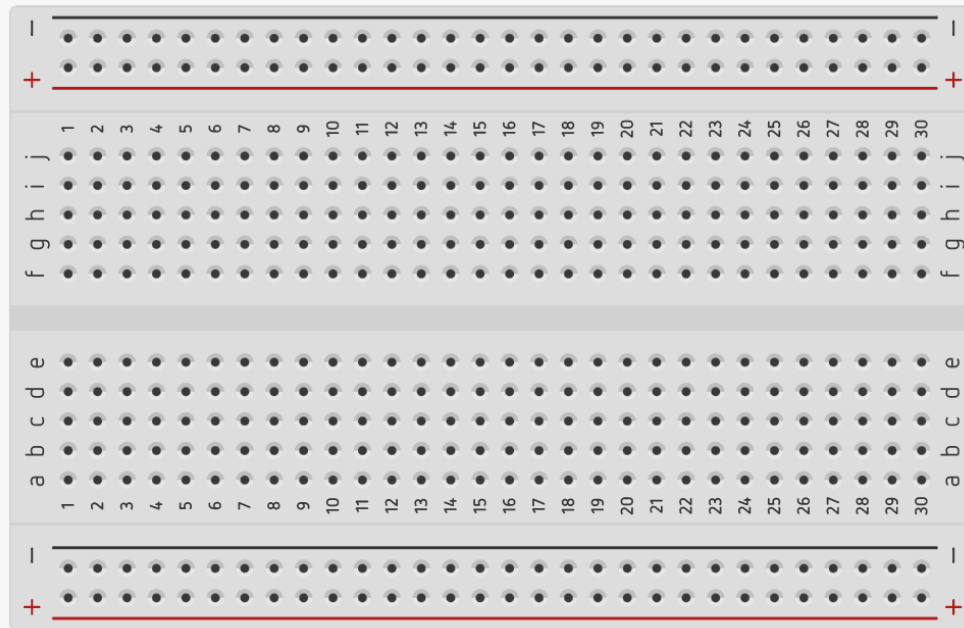 − −
+ +
1 2 3 4 5 6 7 8 9 10 11 12 13 14 15 16 17 18 19 20 21 22 23 24 25 26 27 28 29 30
j j
i i
h h
g g
f f
e e
d d
c c
b b
a a
1 2 3 4 5 6 7 8 9 10 11 12 13 14 15 16 17 18 19 20 21 22 23 24 25 26 27 28 29 30
− −
+ +